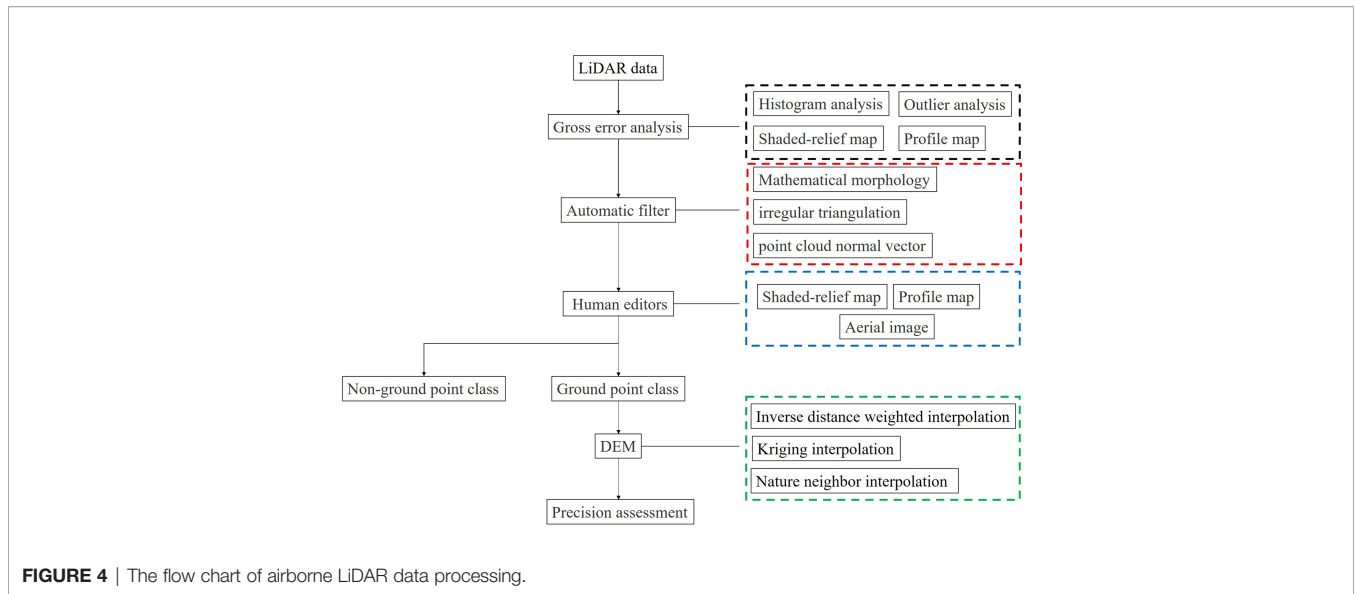 LiDAR data
Histogram analysis
Outlier analysis
Gross error analysis
Shaded-relief map
Profile map
Mathematical morphology
Automatic filter
irregular triangulation
point cloud normal vector
Human editors
Shaded-relief map
Profile map
Aerial image
Non-ground point class
Ground point class
Inverse distance weighted interpolation
DEM
Kriging interpolation
Nature neighbor interpolation
Precision assessment
FIGURE 4 | The flow chart of airborne LiDAR data processing.